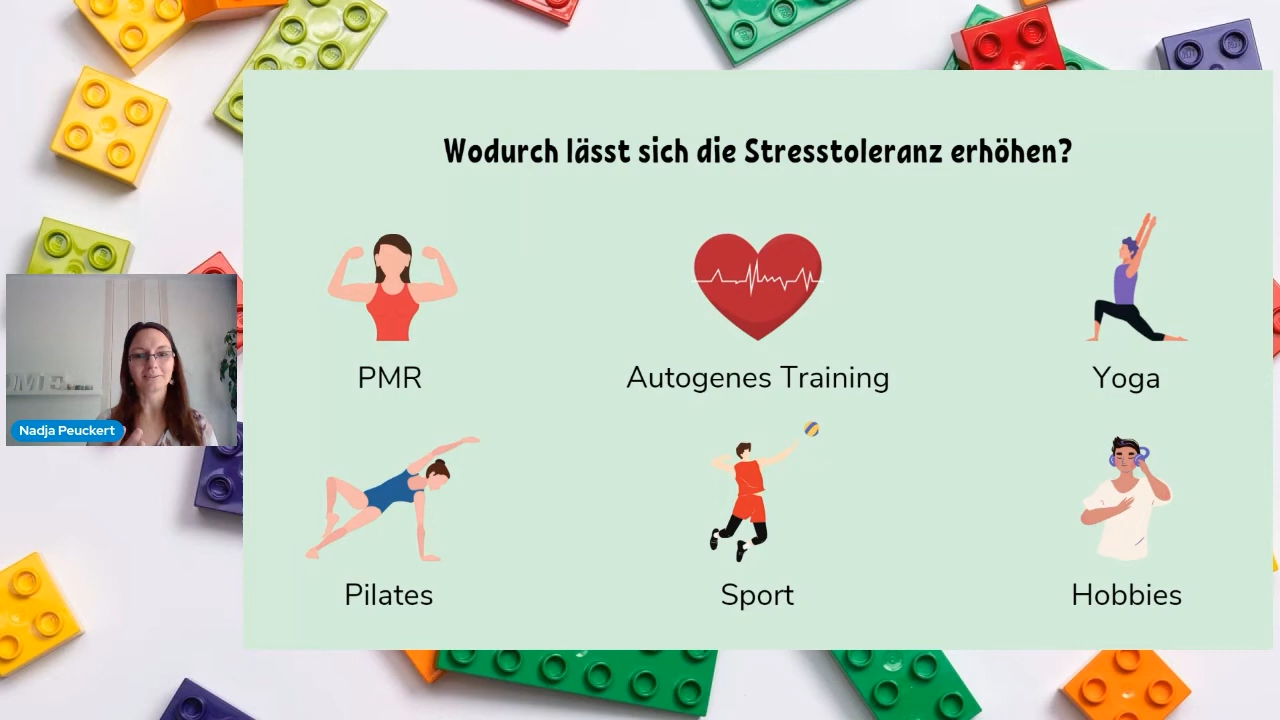 Wodurch lässt sich die Stresstoleranz erhöhen?
PMR
Autogenes Training
Yoga
Nadja Peuckert
Pilates
Sport
Hobbies